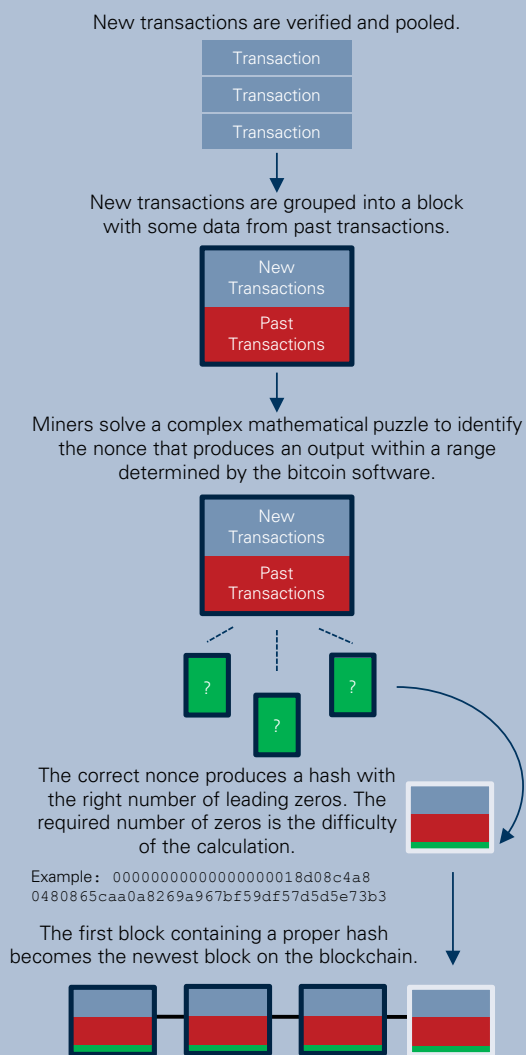 New transactions are verified and pooled.
Transaction
Transaction
Transaction
New transactions are grouped into a block
with some data from past transactions.
New
Transactions
Past
Transactions
Miners solve a complex mathematical puzzle to identify
the nonce that produces an output within a range
determined by the bitcoin software.
New
Transactions
Past
Transactions
?
?
?
The correct nonce produces a hash with
the right number of leading zeros. The
required number of zeros is the difficulty
of the calculation.
Example: 00000000000000000018d08c4a8
0480865caa0a8269a967bf59df57d5d5e73b3
The first block containing a proper hash
becomes the newest block on the blockchain.